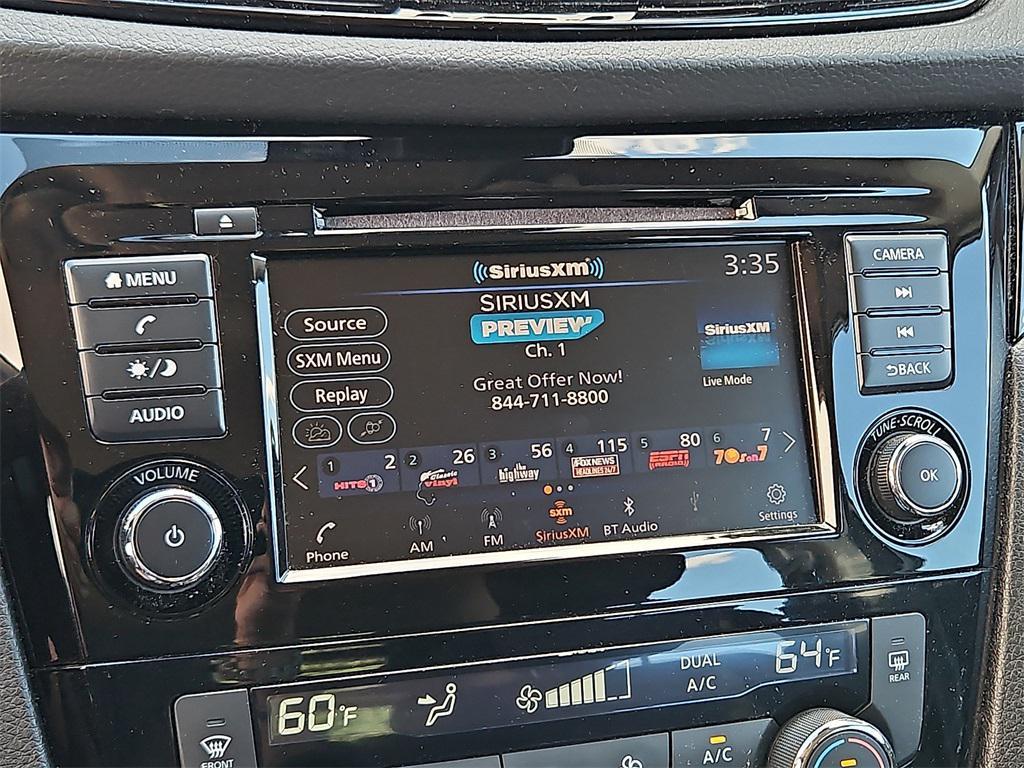 MENU
AUDIO
VOLUME
((SiriusXM))
3:35
SIRIUSXM
PREVIEW
Ch. 1
Great Offer Now!
844-711-8800
Source
SXM Menu
Replay
SiriusXM
Live Mode
1 2 HITS 1
2 26 Classic vinyl
3 56 the highway
4 115 FOX NEWS HEADLINES 24/7
5 80 ESPN RADIO
6 7 70s on 7
Phone
AM
FM
sxm
SiriusXM
BT Audio
Settings
CAMERA
BACK
TUNE·SCROLL
OK
60°F
DUAL
A/C
64°F
REAR
FRONT
A/C